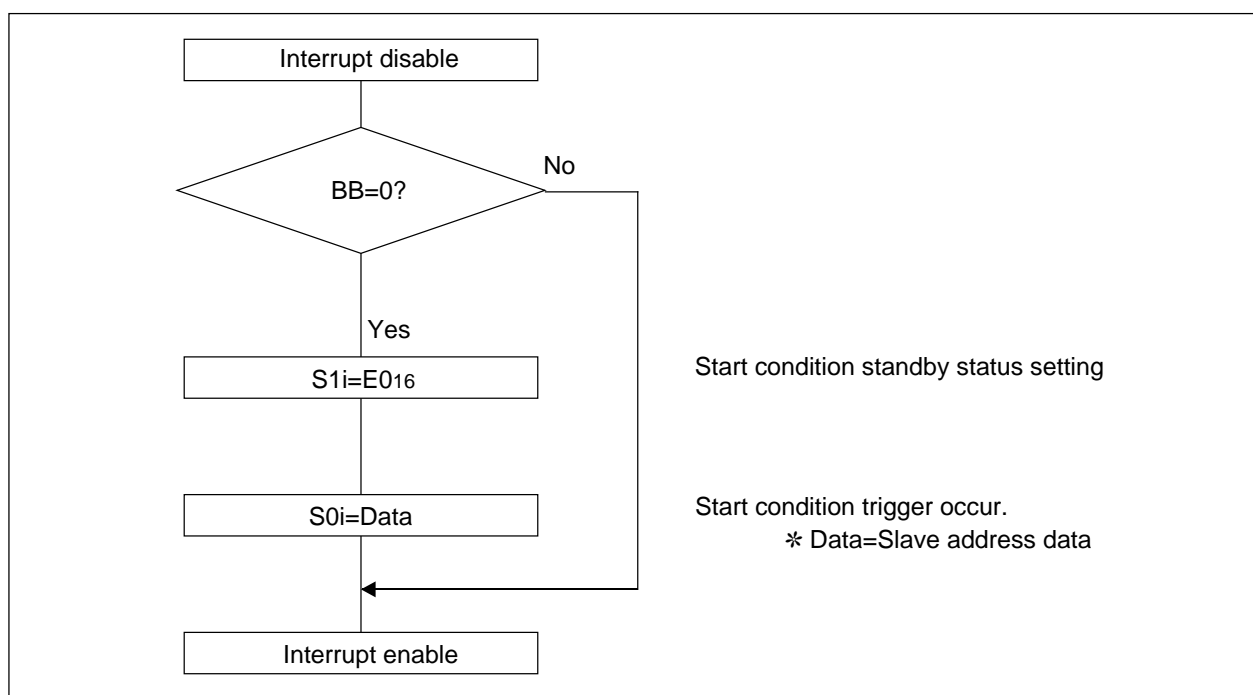 Interrupt disable
No
BB=0?
Yes
S1i=E016
Start condition standby status setting
S0i=Data
Start condition trigger occur.
✻ Data=Slave address data
Interrupt enable